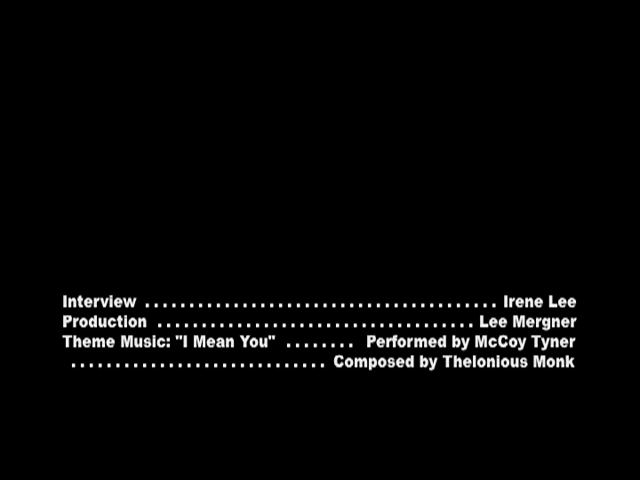 Interview ........................................ Irene Lee
Production .................................... Lee Mergner
Theme Music: "I Mean You" ........ Performed by McCoy Tyner
............................. Composed by Thelonious Monk